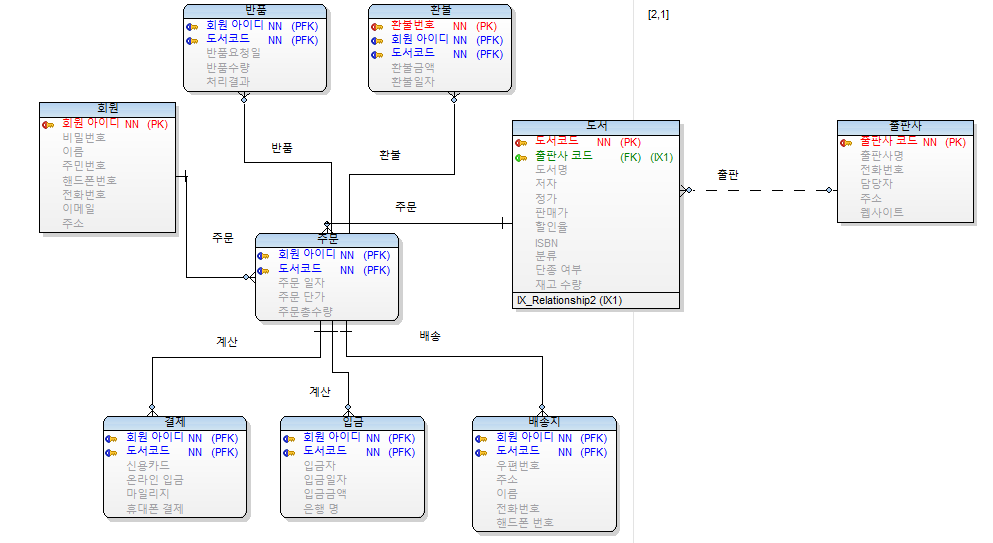 반품
회원 아이디 NN (PFK)
도서코드 NN (PFK)
반품요청일
반품수량
처리결과
환불
환불번호 NN (PK)
회원 아이디 NN (PFK)
도서코드 NN (PFK)
환불금액
환불일자
[2,1]
회원
회원 아이디 NN (PK)
비밀번호
이름
주민번호
핸드폰번호
전화번호
이메일
주소
도서
도서코드 NN (PK)
출판사 코드 (FK) (IX1)
도서명
저자
정가
판매가
할인율
ISBN
분류
단종 여부
재고 수량
IX_Relationship2 (IX1)
출판사
출판사 코드 NN (PK)
출판사명
전화번호
담당자
주소
웹사이트
반품
환불
출판
주문
주문
주문
회원 아이디 NN (PFK)
도서코드 NN (PFK)
주문 일자
주문 단가
주문총수량
계산
배송
계산
결제
회원 아이디 NN (PFK)
도서코드 NN (PFK)
신용카드
온라인 입금
마일리지
휴대폰 결제
입금
회원 아이디 NN (PFK)
도서코드 NN (PFK)
입금자
입금일자
입금금액
은행 명
배송지
회원 아이디 NN (PFK)
도서코드 NN (PFK)
우편번호
주소
이름
전화번호
핸드폰 번호